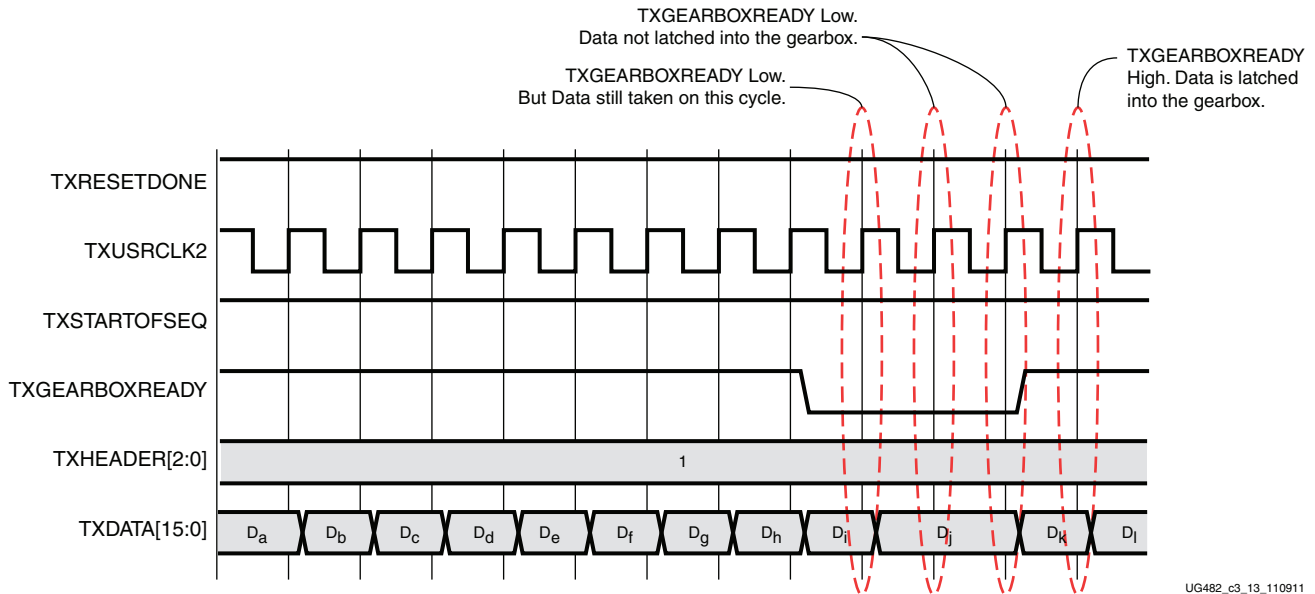 TXGEARBOXREADY Low.
Data not latched into the gearbox.
TXGEARBOXREADY Low.
But Data still taken on this cycle.
TXGEARBOXREADY
High. Data is latched
into the gearbox.
TXRESETDONE
TXUSRCLK2
TXSTARTOFSEQ
TXGEARBOXREADY
TXHEADER[2:0] 1
TXDATA[15:0] Da Db Dc Dd De Df Dg Dh Di Dj Dk Dl
UG482_c3_13_110911